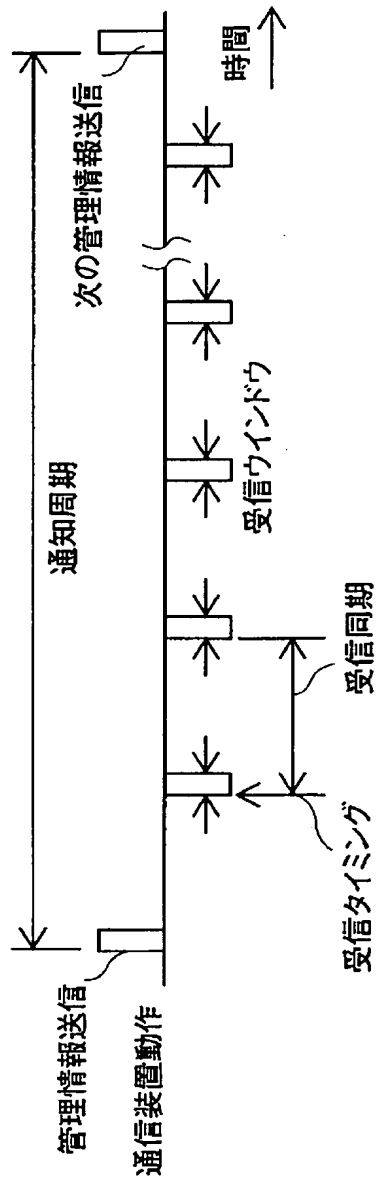 通知周期
管理情報送信
次の管理情報送信
通信装置動作
時間
受信ウインドウ
受信タイミング
受信同期